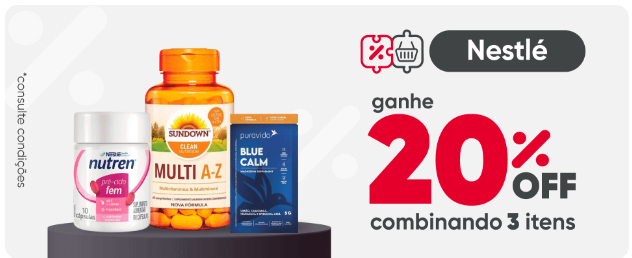 Nestlé
ganhe
20%
OFF
combinando 3 itens
*consulte condições
Nestlé
nutren
fem
SUNDOWN
CLEAN
MULTI A-Z
NOVA FÓRMULA
puravida
BLUE
CALM